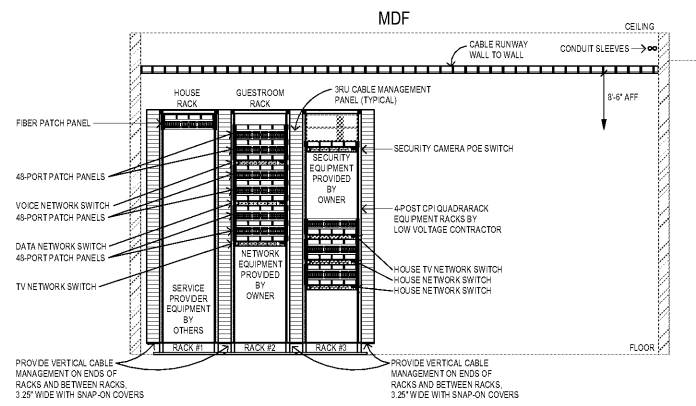 MDF
CEILING
CABLE RUNWAY
WALL TO WALL
CONDUIT SLEEVES
8'-6" AFF
HOUSE
RACK
GUESTROOM
RACK
3RU CABLE MANAGEMENT
PANEL (TYPICAL)
FIBER PATCH PANEL
SECURITY CAMERA POE SWITCH
48-PORT PATCH PANELS
VOICE NETWORK SWITCH
48-PORT PATCH PANELS
DATA NETWORK SWITCH
48-PORT PATCH PANELS
TV NETWORK SWITCH
SECURITY
EQUIPMENT
PROVIDED
BY
OWNER
4-POST CPI QUADRARACK
EQUIPMENT RACKS BY
LOW VOLTAGE CONTRACTOR
NETWORK
EQUIPMENT
PROVIDED
BY
OWNER
HOUSE TV NETWORK SWITCH
HOUSE NETWORK SWITCH
HOUSE NETWORK SWITCH
SERVICE
PROVIDER
EQUIPMENT
BY
OTHERS
RACK #1
RACK #2
RACK #3
FLOOR
PROVIDE VERTICAL CABLE
MANAGEMENT ON ENDS OF
RACKS AND BETWEEN RACKS,
3.25" WIDE WITH SNAP-ON COVERS
PROVIDE VERTICAL CABLE
MANAGEMENT ON ENDS OF
RACKS AND BETWEEN RACKS,
3.25" WIDE WITH SNAP-ON COVERS